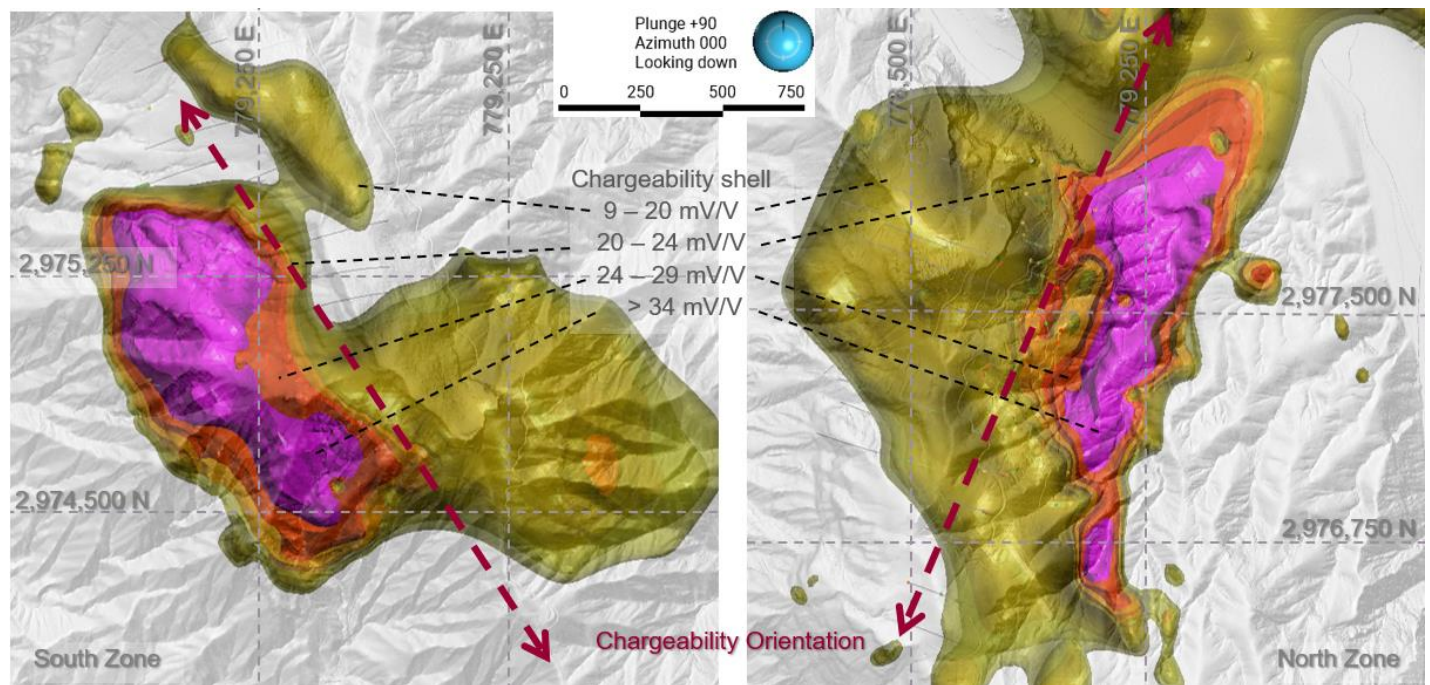 Plunge +90
Azimuth 000
Looking down
0 250 500 750
779,250 E
779,250 E
779,250 E
Chargeability shell
9 – 20 mV/V
20 – 24 mV/V
24 – 29 mV/V
> 34 mV/V
2,975,250 N
2,977,500 N
2,974,500 N
2,976,750 N
Chargeability Orientation
South Zone
North Zone